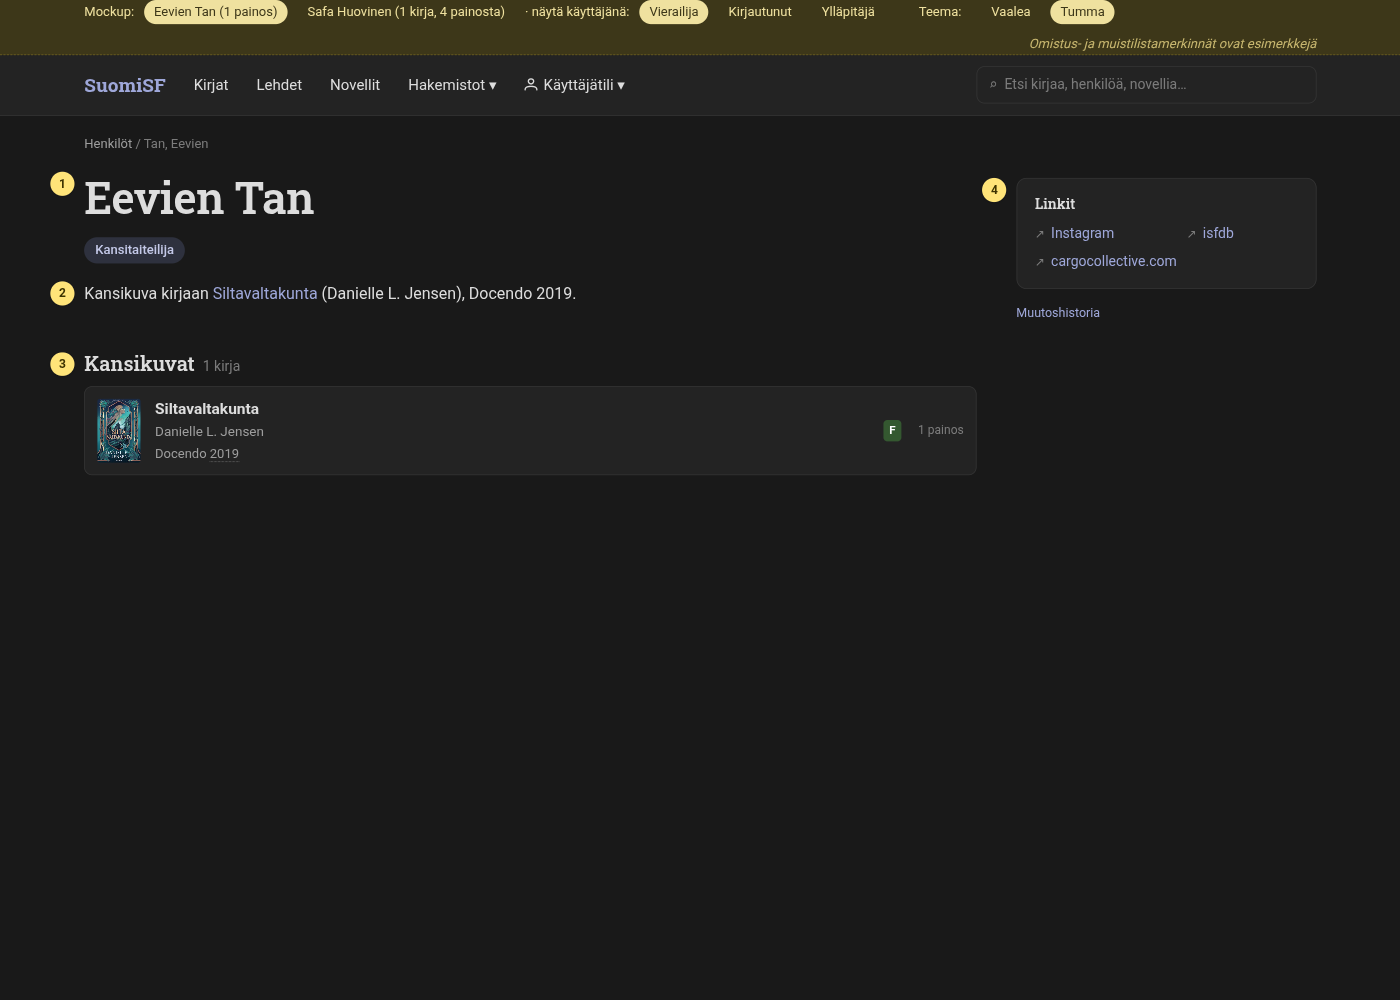 Mockup: Eevien Tan (1 painos) Safa Huovinen (1 kirja, 4 painosta) · näytä käyttäjänä: Vierailija Kirjautunut Ylläpitäjä Teema: Vaalea Tumma
Omistus- ja muistilistamerkinnät ovat esimerkkejä
SuomiSF Kirjat Lehdet Novellit Hakemistot ▾ Käyttäjätili ▾ Etsi kirjaa, henkilöä, novellia…
Henkilöt / Tan, Eevien
1 Eevien Tan
Kansitaiteilija
2 Kansikuva kirjaan Siltavaltakunta (Danielle L. Jensen), Docendo 2019.
3 Kansikuvat 1 kirja
Siltavaltakunta
Danielle L. Jensen
Docendo 2019
F 1 painos
4 Linkit
↗ Instagram ↗ isfdb
↗ cargocollective.com
Muutoshistoria